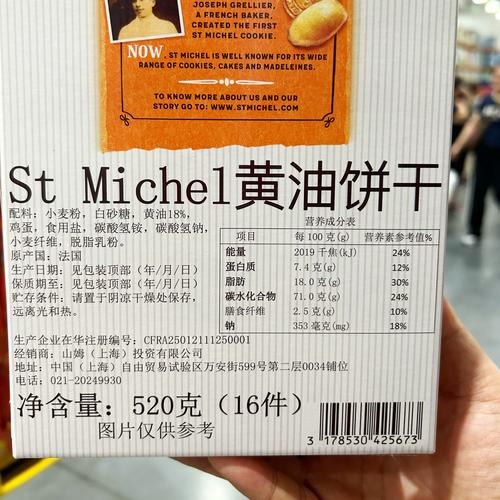 JOSEPH GRELLIER,
A FRENCH BAKER,
CREATED THE FIRST
ST MICHEL COOKIE.
NOW, ST MICHEL IS WELL KNOWN FOR ITS WIDE
RANGE OF COOKIES, CAKES AND MADELEINES.
TO KNOW MORE ABOUT US AND OUR
STORY GO TO: WWW.STMICHEL.COM
St Michel黄油饼干
配料：小麦粉，白砂糖，黄油18%，
鸡蛋，食用盐，碳酸氢铵，碳酸氢钠，
小麦纤维，脱脂乳粉。
原产国：法国
生产日期：见包装顶部（年/月/日）
保质期至：见包装顶部（年/月/日）
贮存条件：请置于阴凉干燥处保存，
远离光和热。
营养成分表
项目 每 100 克(g) 营养素参考值%
能量 2019 千焦(kJ) 24%
蛋白质 7.4 克(g) 12%
脂肪 18.0 克(g) 30%
碳水化合物 71.0 克(g) 24%
膳食纤维 2.5 克(g) 10%
钠 353 毫克(mg) 18%
生产企业在华注册编号：CFRA25012111250001
经销商：山姆（上海）投资有限公司
地址：中国（上海）自由贸易试验区万安街599号第二层0034铺位
电话：021-20249930
净含量：520克（16件）
图片仅供参考
3 178530 425673